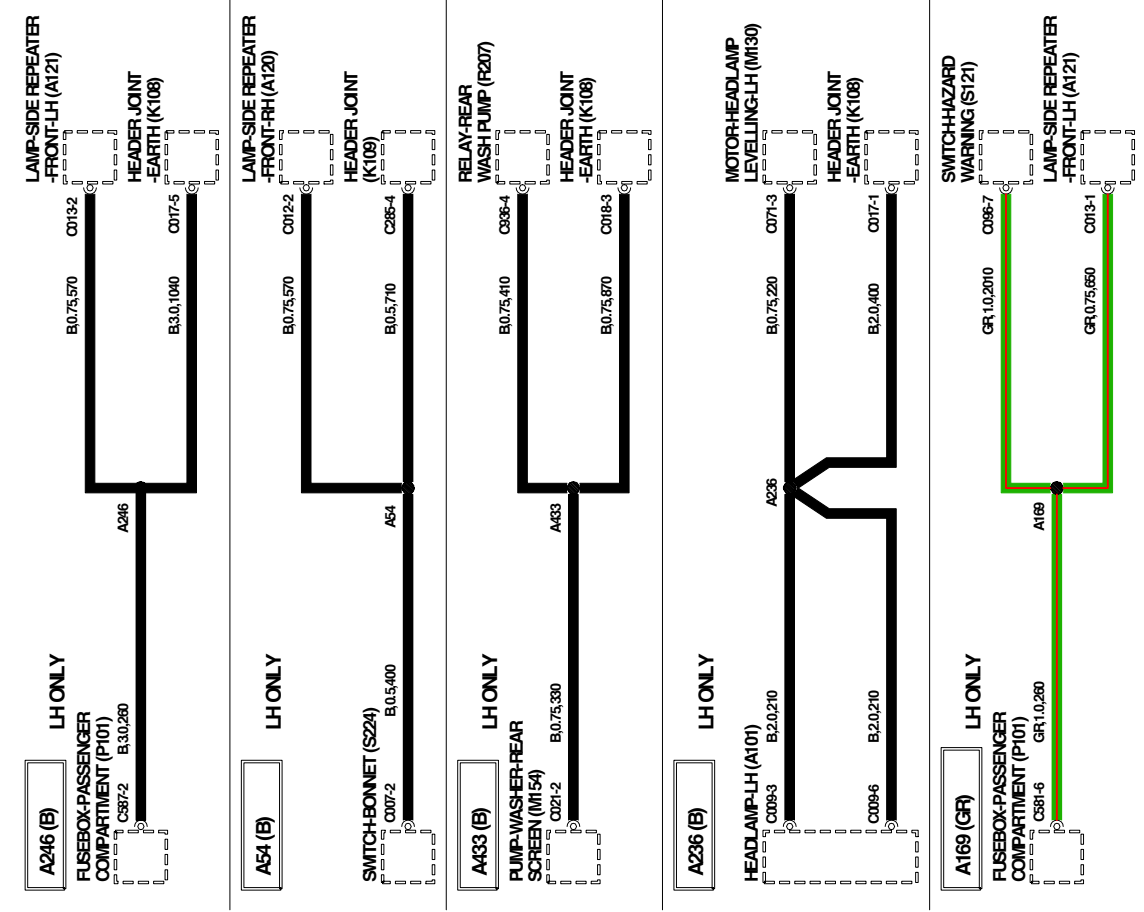 A246 (B)
LH ONLY
FUSEBOX-PASSENGER
COMPARTMENT (P101)
C587-2
B,3.0,260
A246
B,0.75,570
C013-2
LAMP-SIDE REPEATER
-FRONT-LH (A121)
B,3.0,1040
C017-5
HEADER JOINT
-EARTH (K108)
A54 (B)
LH ONLY
SWITCH-BONNET (S224)
C007-2
B,0.5,400
A54
B,0.75,570
C012-2
LAMP-SIDE REPEATER
-FRONT-RH (A120)
B,0.5,710
C285-4
HEADER JOINT
(K109)
A433 (B)
LH ONLY
PUMP-WASHER-REAR
SCREEN (M154)
C021-2
B,0.75,330
A433
B,0.75,410
C936-4
RELAY-REAR
WASH PUMP (R207)
B,0.75,870
C018-3
HEADER JOINT
-EARTH (K108)
A236 (B)
LH ONLY
HEADLAMP-LH (A101)
C009-3
B,2.0,210
C009-6
B,2.0,210
A236
B,0.75,220
C071-3
MOTOR-HEADLAMP
LEVELLING-LH (M130)
B,2.0,400
C017-1
HEADER JOINT
-EARTH (K108)
A169 (GR)
LH ONLY
FUSEBOX-PASSENGER
COMPARTMENT (P101)
C581-6
GR,1.0,260
A169
GR,1.0,2010
C096-7
SWITCH-HAZARD
WARNING (S121)
GR,0.75,650
C013-1
LAMP-SIDE REPEATER
-FRONT-LH (A121)